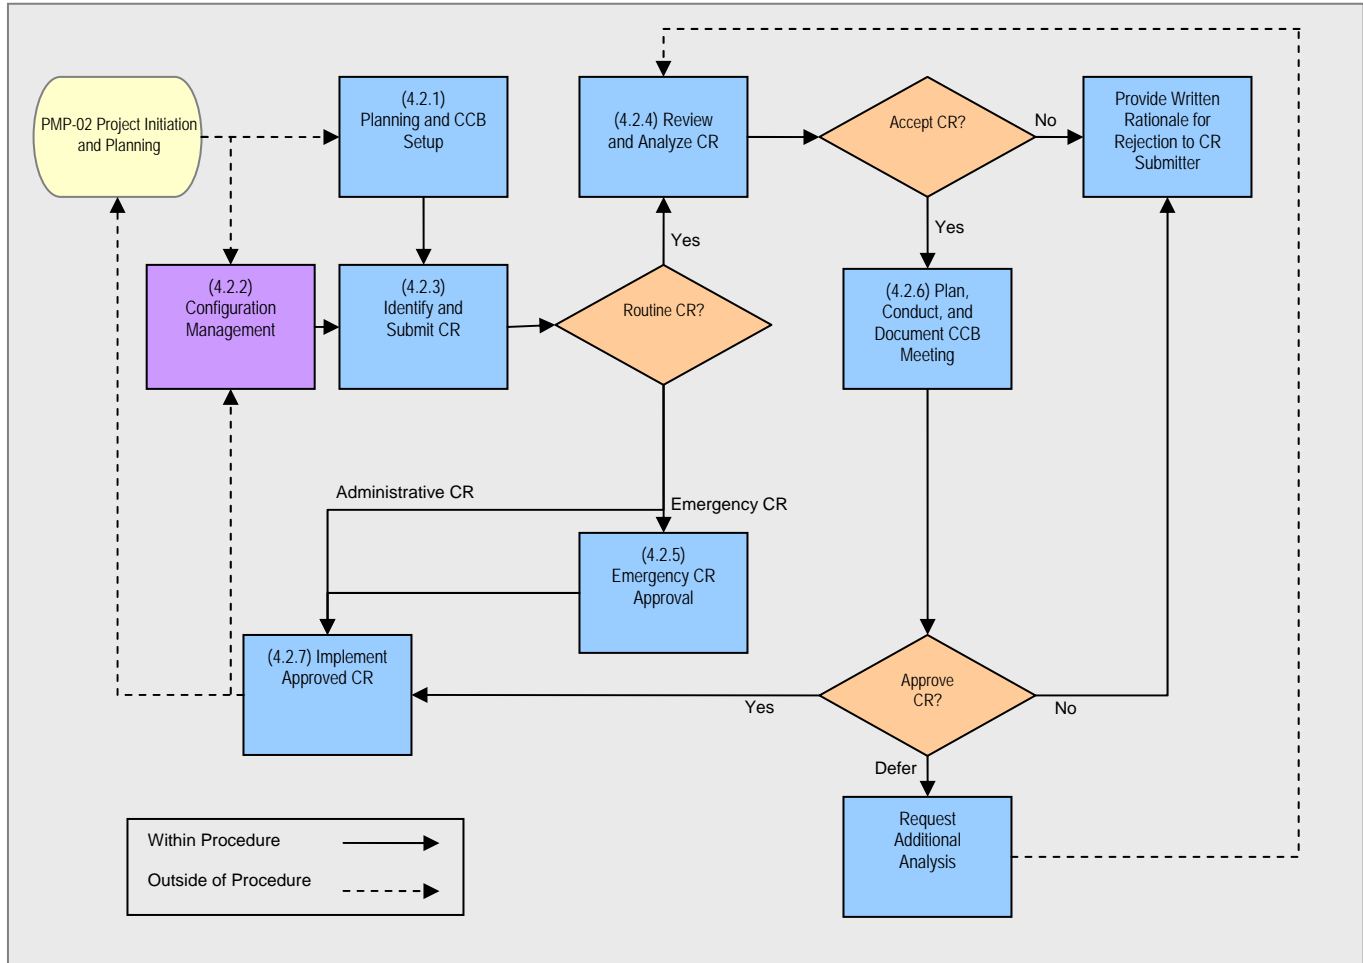 PMP-02 Project Initiation
and Planning
(4.2.1)
Planning and CCB
Setup
(4.2.4) Review
and Analyze CR
Accept CR?
No
Provide Written
Rationale for
Rejection to CR
Submitter
Yes
Yes
(4.2.2)
Configuration
Management
(4.2.3)
Identify and
Submit CR
Routine CR?
(4.2.6) Plan,
Conduct, and
Document CCB
Meeting
Administrative CR
Emergency CR
(4.2.5)
Emergency CR
Approval
(4.2.7) Implement
Approved CR
Approve
CR?
Yes
No
Defer
Request
Additional
Analysis
Within Procedure
Outside of Procedure